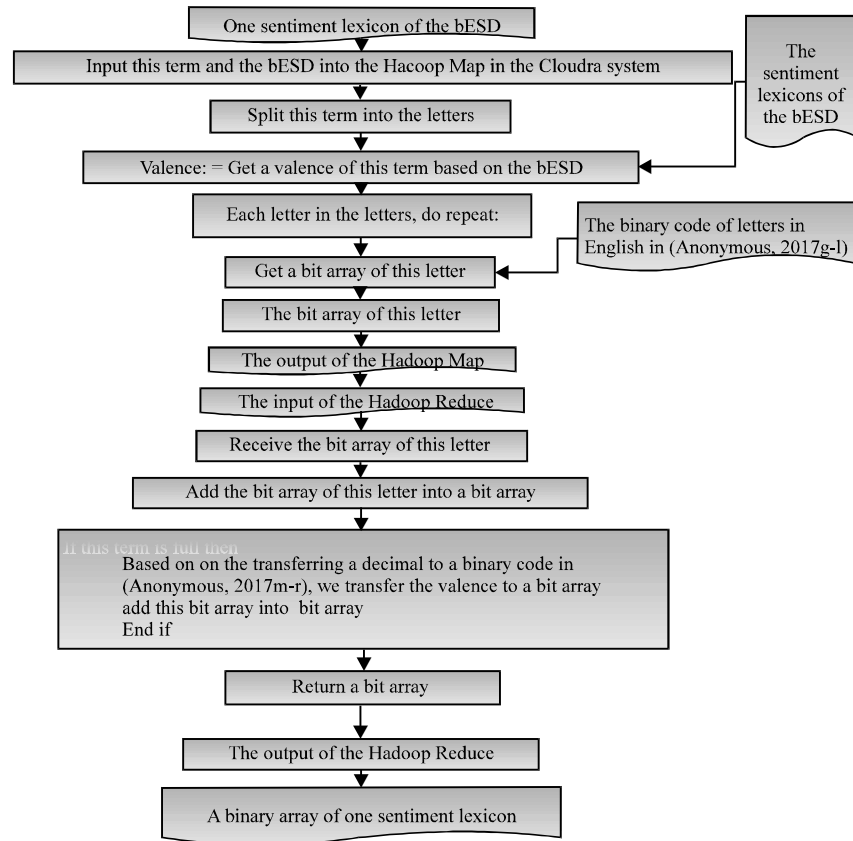 One sentiment lexicon of the bESD
Input this term and the bESD into the Hacoop Map in the Cloudra system
The
sentiment
lexicons of
the bESD
Split this term into the letters
Valence: = Get a valence of this term based on the bESD
Each letter in the letters, do repeat:
The binary code of letters in
English in (Anonymous, 2017g-l)
Get a bit array of this letter
The bit array of this letter
The output of the Hadoop Map
The input of the Hadoop Reduce
Receive the bit array of this letter
Add the bit array of this letter into a bit array
If this term is full then
Based on on the transferring a decimal to a binary code in
(Anonymous, 2017m-r), we transfer the valence to a bit array
add this bit array into bit array
End if
Return a bit array
The output of the Hadoop Reduce
A binary array of one sentiment lexicon